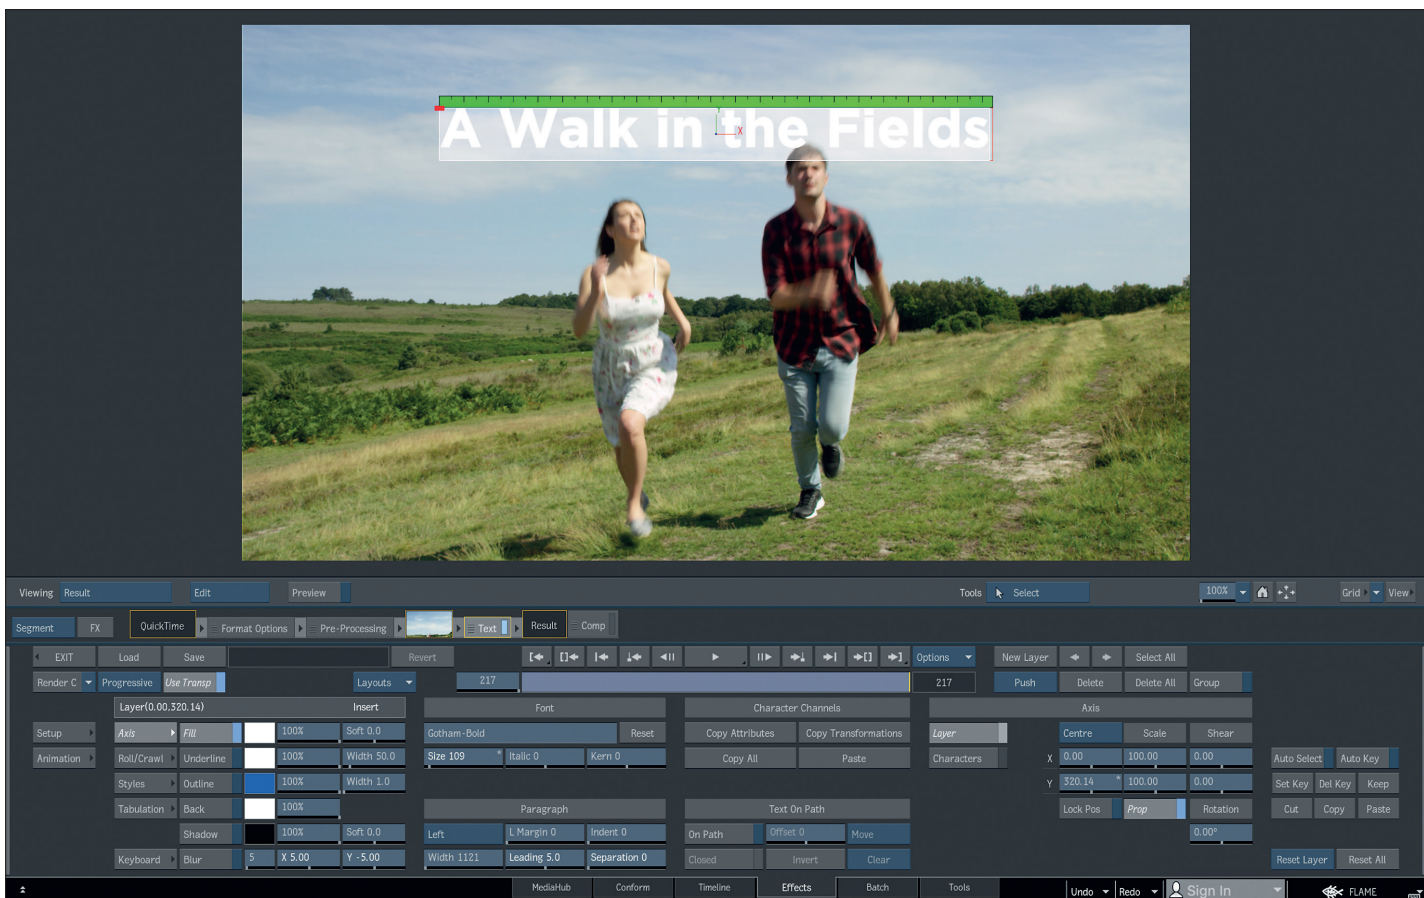 A Walk in the Fields
X
Viewing Result Edit Preview Tools Select 100% Grid View
Segment FX QuickTime Format Options Pre-Processing Text Result Comp
EXIT Load Save Revert Options New Layer Select All
Render C Progressive Use Transp Layouts 217 217 Push Delete Delete All Group
Layer(0.00,320.14) Insert Font Character Channels Axis
Setup Axis Fill 100% Soft 0.0 Gotham-Bold Reset Copy Attributes Copy Transformations Layer Centre Scale Shear
Animation Roll/Crawl Underline 100% Width 50.0 Size 109 * Italic 0 Kern 0 Copy All Paste Characters X 0.00 100.00 0.00 Auto Select Auto Key
Styles Outline 100% Width 1.0 Y 320.14 * 100.00 0.00 Set Key Del Key Keep
Tabulation Back 100% Paragraph Text On Path Lock Pos Prop Rotation Cut Copy Paste
Shadow 100% Soft 0.0 Left L Margin 0 Indent 0 On Path Offset 0 Move 0.00°
Keyboard Blur 5 X 5.00 Y -5.00 Width 1121 Leading 5.0 Separation 0 Closed Invert Clear Reset Layer Reset All
MediaHub Conform Timeline Effects Batch Tools Undo Redo Sign In FLAME